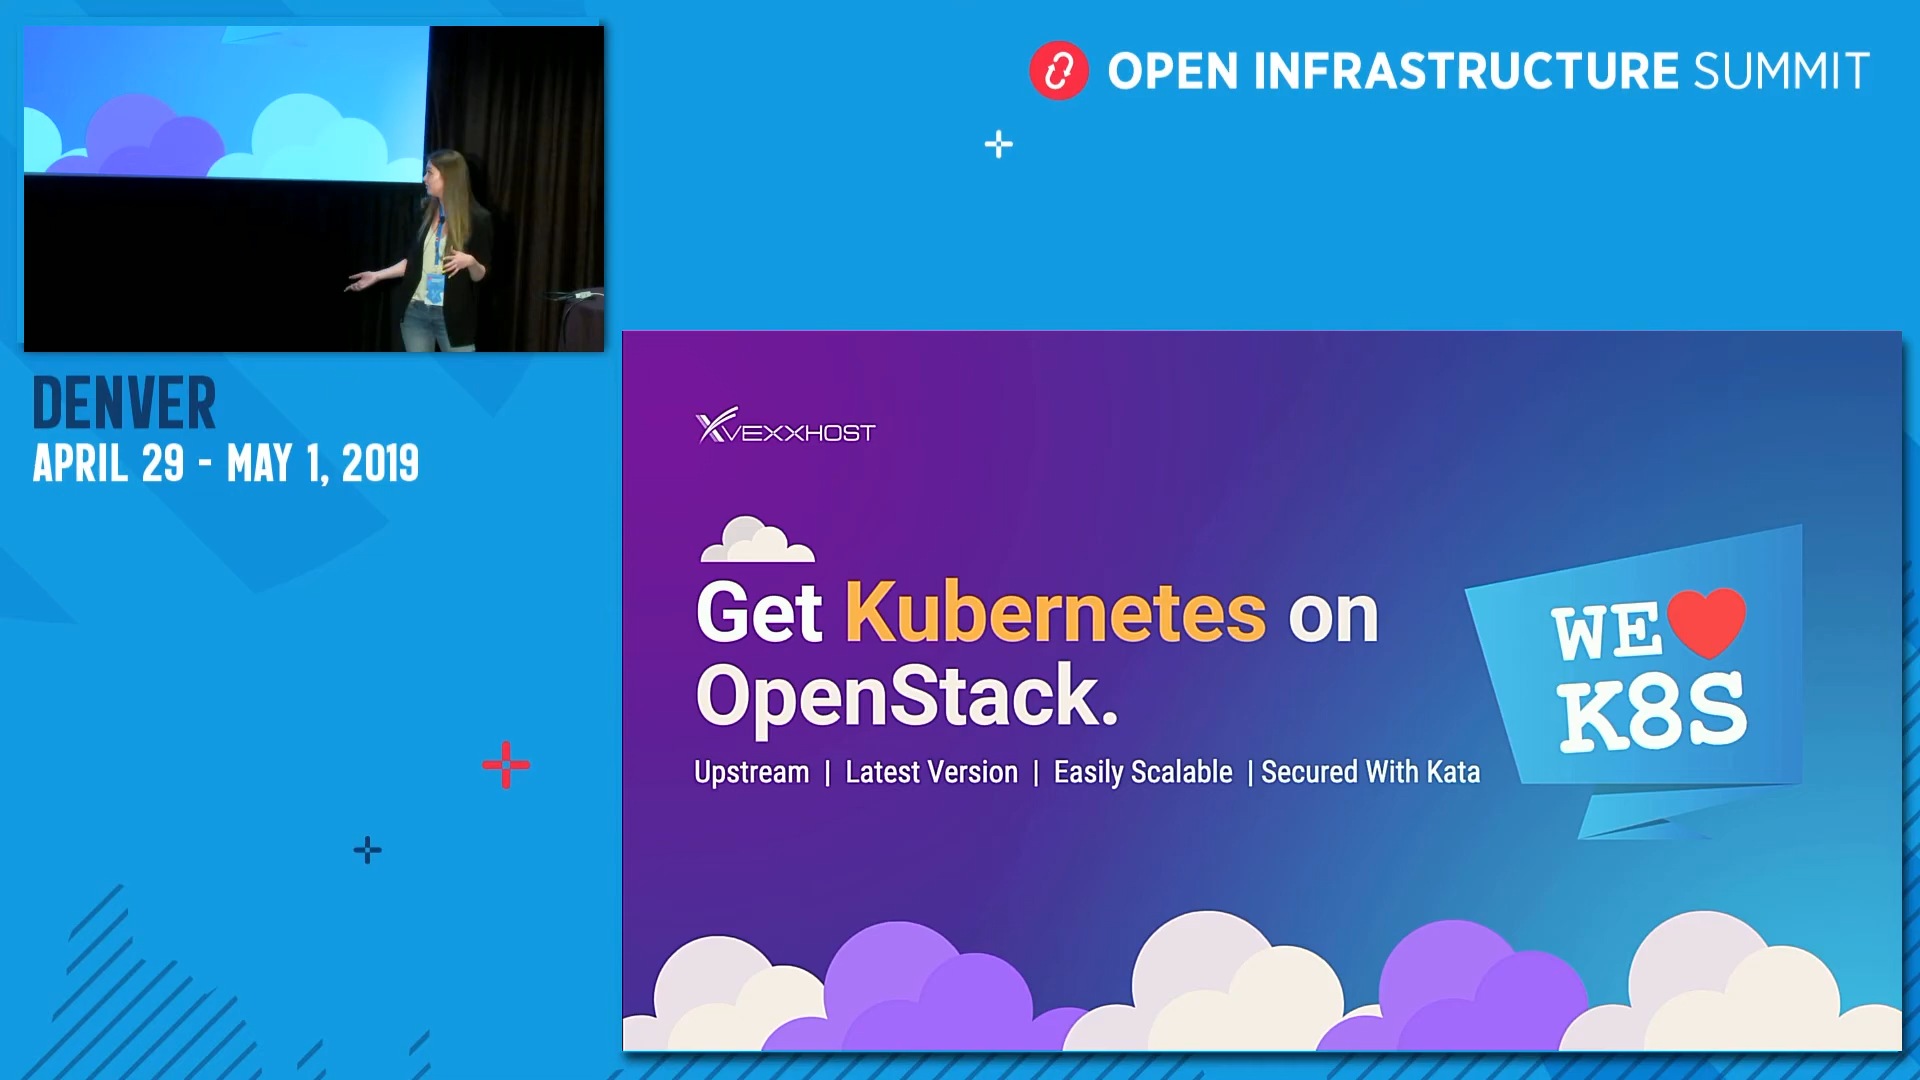 OPEN INFRASTRUCTURE SUMMIT
DENVER
APRIL 29 - MAY 1, 2019
VEXXHOST
Get Kubernetes on
OpenStack.
Upstream | Latest Version | Easily Scalable | Secured With Kata
WE
K8S